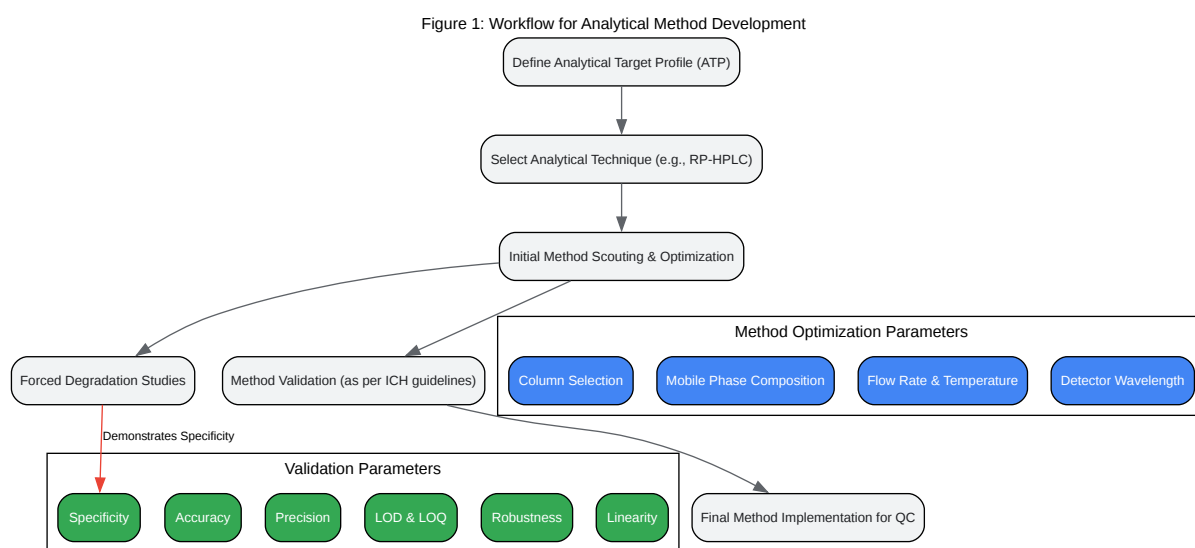 Figure 1: Workflow for Analytical Method Development
Define Analytical Target Profile (ATP)
Select Analytical Technique (e.g., RP-HPLC)
Initial Method Scouting & Optimization
Method Optimization Parameters
Forced Degradation Studies
Method Validation (as per ICH guidelines)
Column Selection
Mobile Phase Composition
Flow Rate & Temperature
Detector Wavelength
Demonstrates Specificity
Validation Parameters
Specificity
Accuracy
Precision
LOD & LOQ
Robustness
Linearity
Final Method Implementation for QC